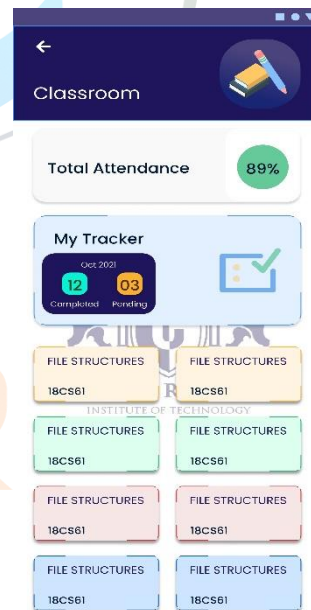 Classroom
Total Attendance
89%
My Tracker
Oct 2021
12 03
Completed Pending
FILE STRUCTURES FILE STRUCTURES
18CS61 18CS61
INSTITUTE OF TECHNOLOGY
FILE STRUCTURES FILE STRUCTURES
18CS61 18CS61
FILE STRUCTURES FILE STRUCTURES
18CS61 18CS61
FILE STRUCTURES FILE STRUCTURES
18CS61 18CS61